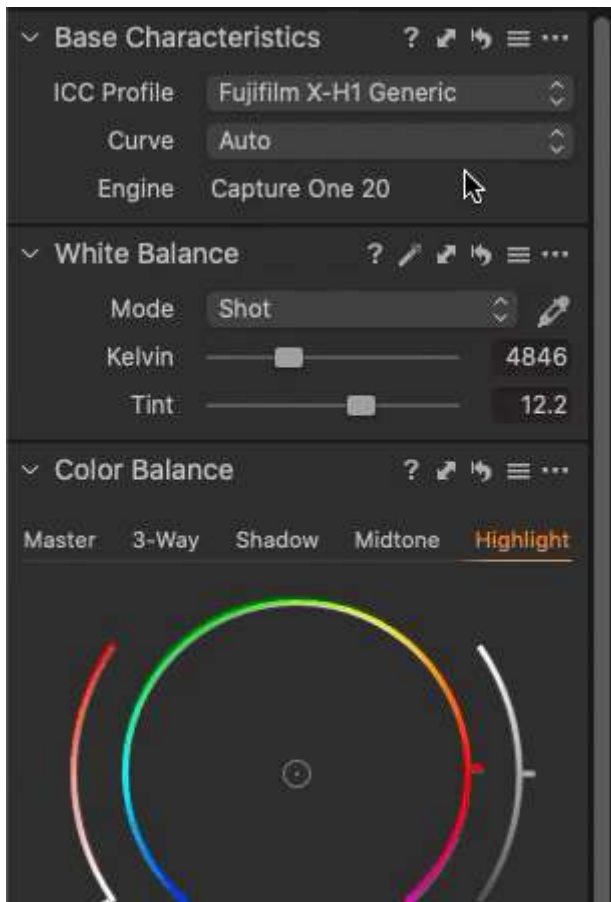 Base Characteristics ? ...
ICC Profile Fujifilm X-H1 Generic
Curve Auto
Engine Capture One 20
White Balance ? ...
Mode Shot
Kelvin 4846
Tint 12.2
Color Balance ? ...
Master 3-Way Shadow Midtone Highlight